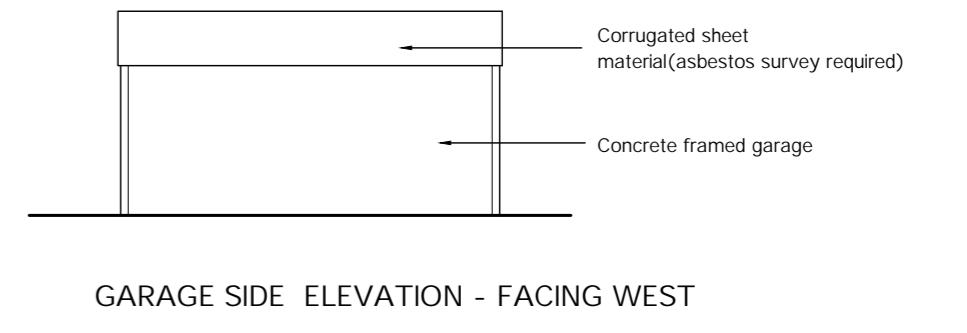 Corrugated sheet
material(asbestos survey required)
Concrete framed garage
GARAGE SIDE ELEVATION - FACING WEST